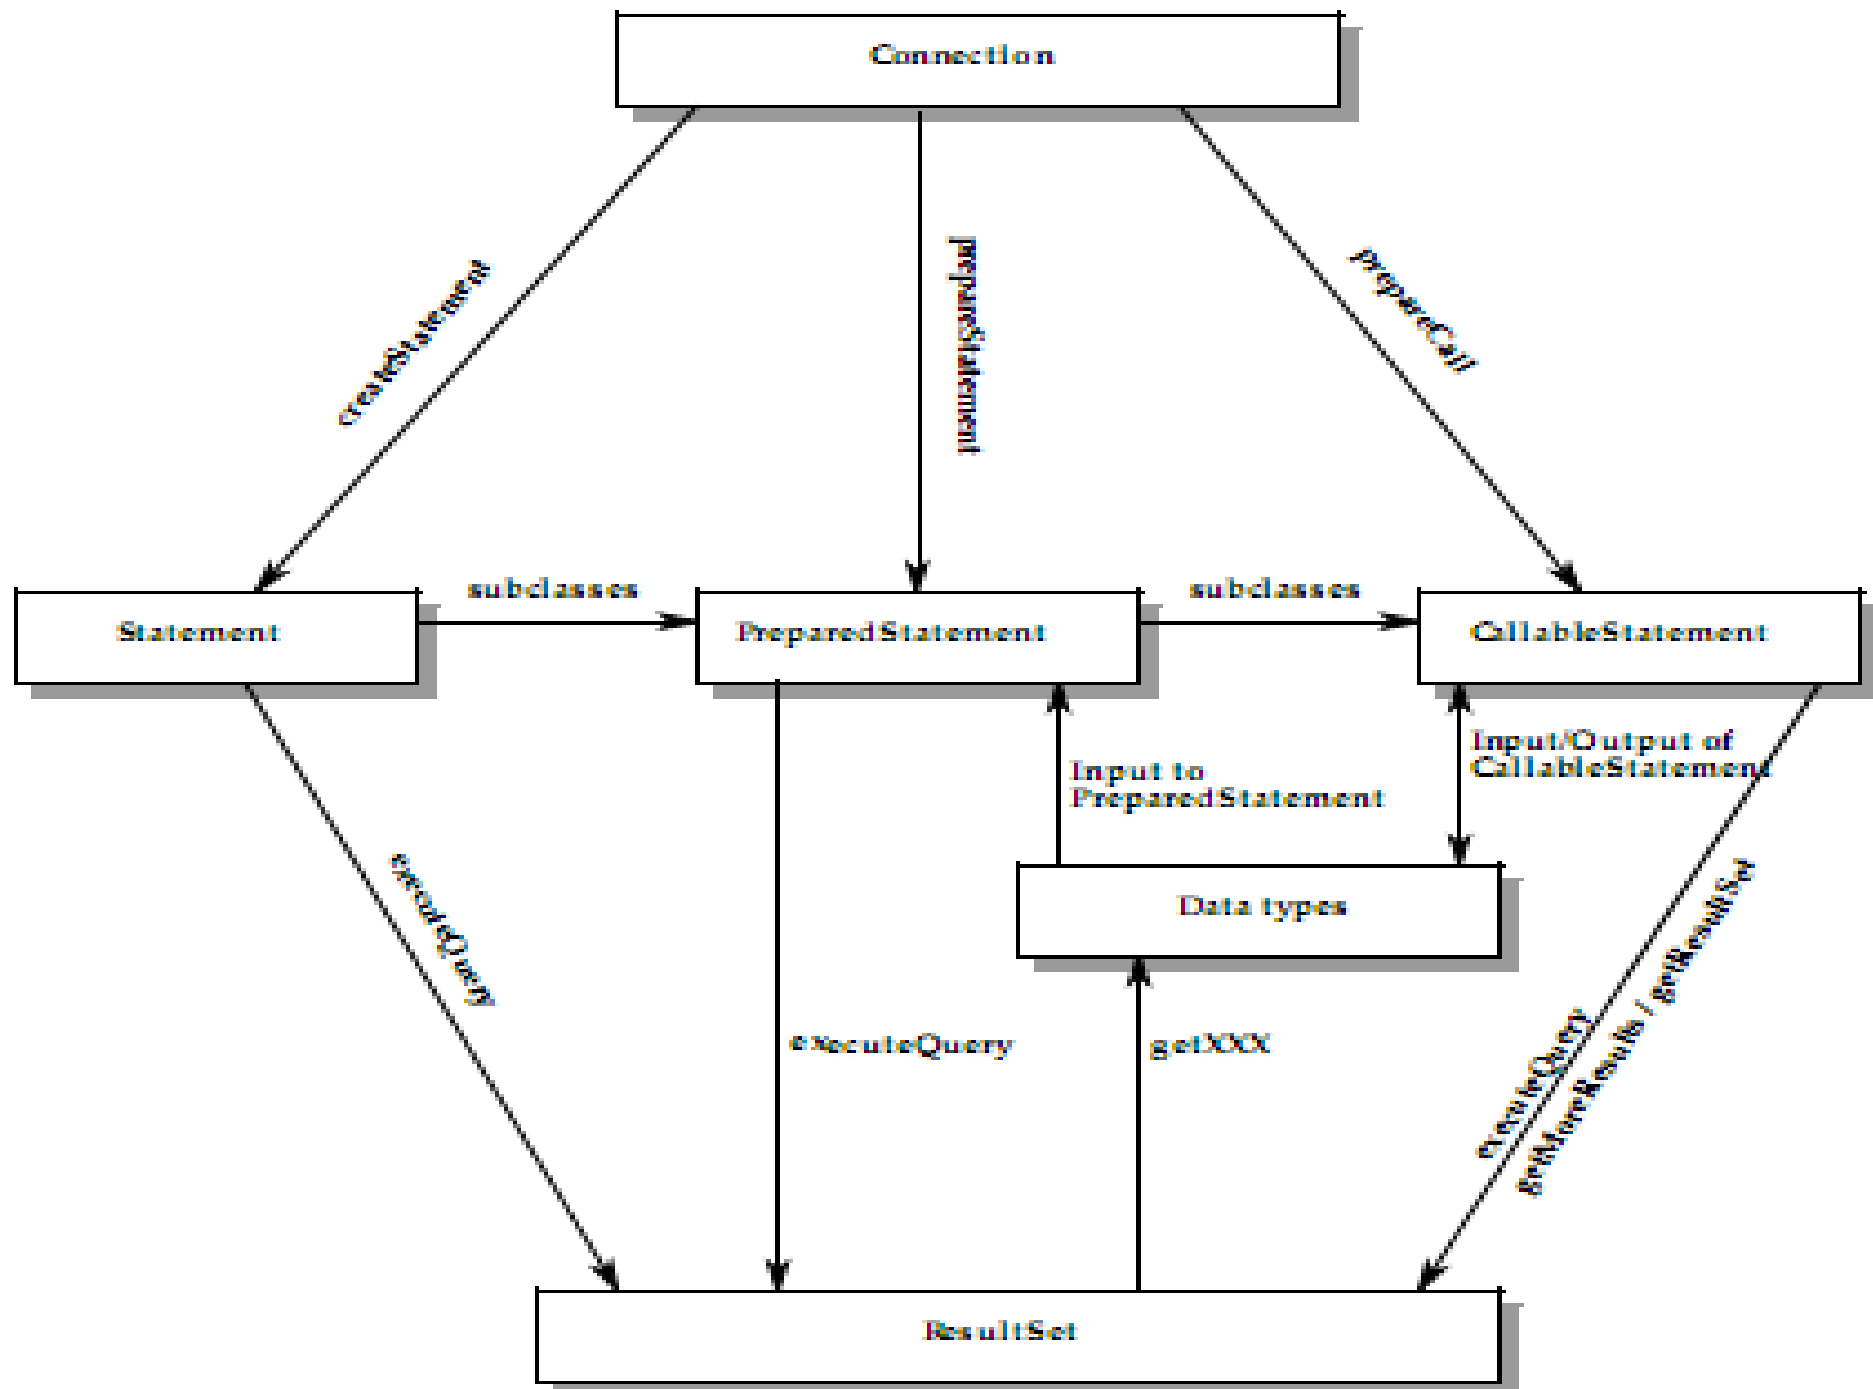 Connection
createStatement
prepareStatement
prepareCall
Statement
subclasses
PreparedStatement
subclasses
CallableStatement
Input to
PreparedStatement
Input/Output of
CallableStatement
Data types
executeQuery
executeQuery
getXXX
executeQuery
getMoreResults / getResultSet
ResultSet